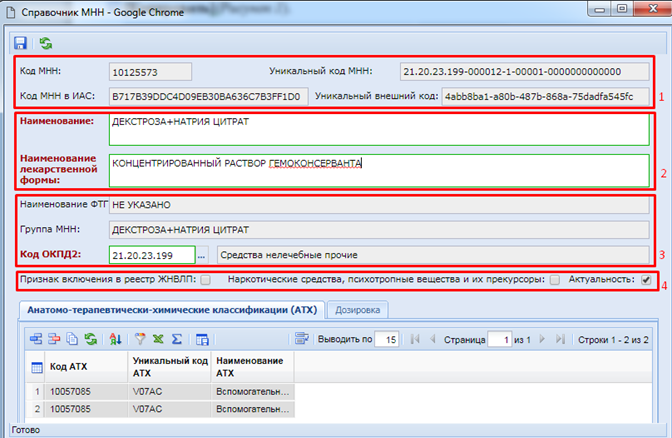 Справочник МНН - Google Chrome
Код МНН: 10125573 Уникальный код МНН: 21.20.23.199-000012-1-00001-0000000000000
Код МНН в ИАС: B717B39DDC4D09EB30BA636C7B3FF1D0 Уникальный внешний код: 4abb8ba1-a80b-487b-868a-75dadfa545fc
1
Наименование: ДЕКСТРОЗА+НАТРИЯ ЦИТРАТ
Наименование лекарственной формы: КОНЦЕНТРИРОВАННЫЙ РАСТВОР ГЕМОКОНСЕРВАНТА
2
Наименование ФТГ НЕ УКАЗАНО
Группа МНН: ДЕКСТРОЗА+НАТРИЯ ЦИТРАТ
Код ОКПД2: 21.20.23.199 ... Средства нелечебные прочие
3
Признак включения в реестр ЖНВЛП: Наркотические средства, психотропные вещества и их прекурсоры: Актуальность:
4
Анатомо-терапевтически-химические классификации (АТХ) Дозировка
Выводить по 15 Страница 1 из 1 Строки 1 - 2 из 2
Код АТХ Уникальный код АТХ Наименование АТХ
1 10057085 V07AC Вспомогательн...
2 10057085 V07AC Вспомогательн...
Готово